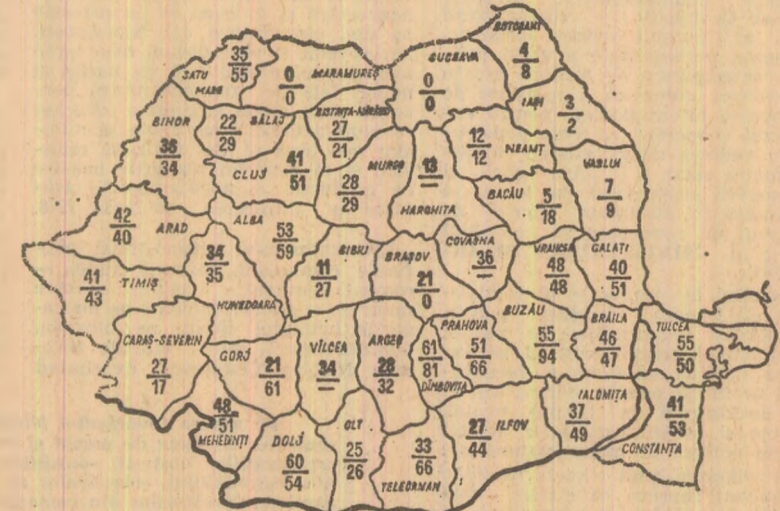 BOTOȘANI
4
8
SUCEAVA
0
0
35
55
SATU
MARE
0
0
MARAMUREȘ
IAȘI
3
2
BISTRIȚA-NĂSĂUD
27
21
22
29
SĂLAJ
BIHOR
36
34
12
12
NEAMȚ
VASLUI
7
9
CLUJ
41
51
MUREȘ
28
29
13
—
HARGHITA
BACĂU
5
18
42
40
ARAD
ALBA
53
59
34
35
HUNEDOARA
SIBIU
11
27
BRAȘOV
21
0
COVASNA
36
—
VRANCEA
48
48
GALAȚI
40
51
41
43
TIMIȘ
CARAȘ-SEVERIN
27
17
GORJ
21
61
VÎLCEA
34
—
ARGEȘ
28
32
61
81
DÎMBOVIȚA
PRAHOVA
51
66
BUZĂU
55
94
BRĂILA
46
47
TULCEA
55
50
48
51
MEHEDINȚI
DOLJ
60
54
OLT
25
26
33
66
TELEORMAN
27
44
ILFOV
IALOMIȚA
37
49
41
53
CONSTANȚA